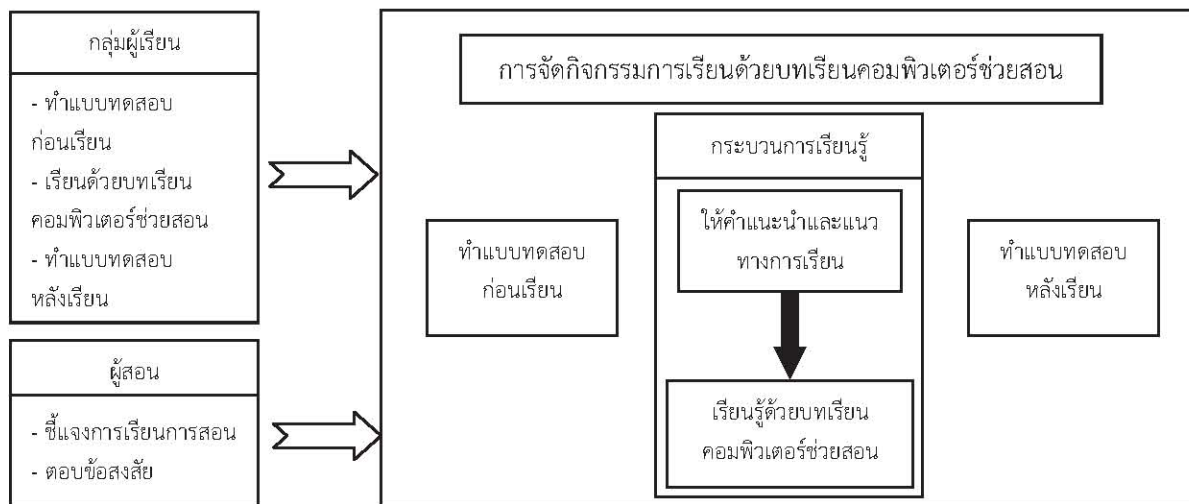 กลุ่มผู้เรียน
- ทำแบบทดสอบ
ก่อนเรียน
- เรียนด้วยบทเรียน
คอมพิวเตอร์ช่วยสอน
- ทำแบบทดสอบ
หลังเรียน
ผู้สอน
- ชี้แจงการเรียนการสอน
- ตอบข้อสงสัย
การจัดกิจกรรมการเรียนด้วยบทเรียนคอมพิวเตอร์ช่วยสอน
ทำแบบทดสอบ
ก่อนเรียน
กระบวนการเรียนรู้
ให้คำแนะนำและแนว
ทางการเรียน
เรียนรู้ด้วยบทเรียน
คอมพิวเตอร์ช่วยสอน
ทำแบบทดสอบ
หลังเรียน